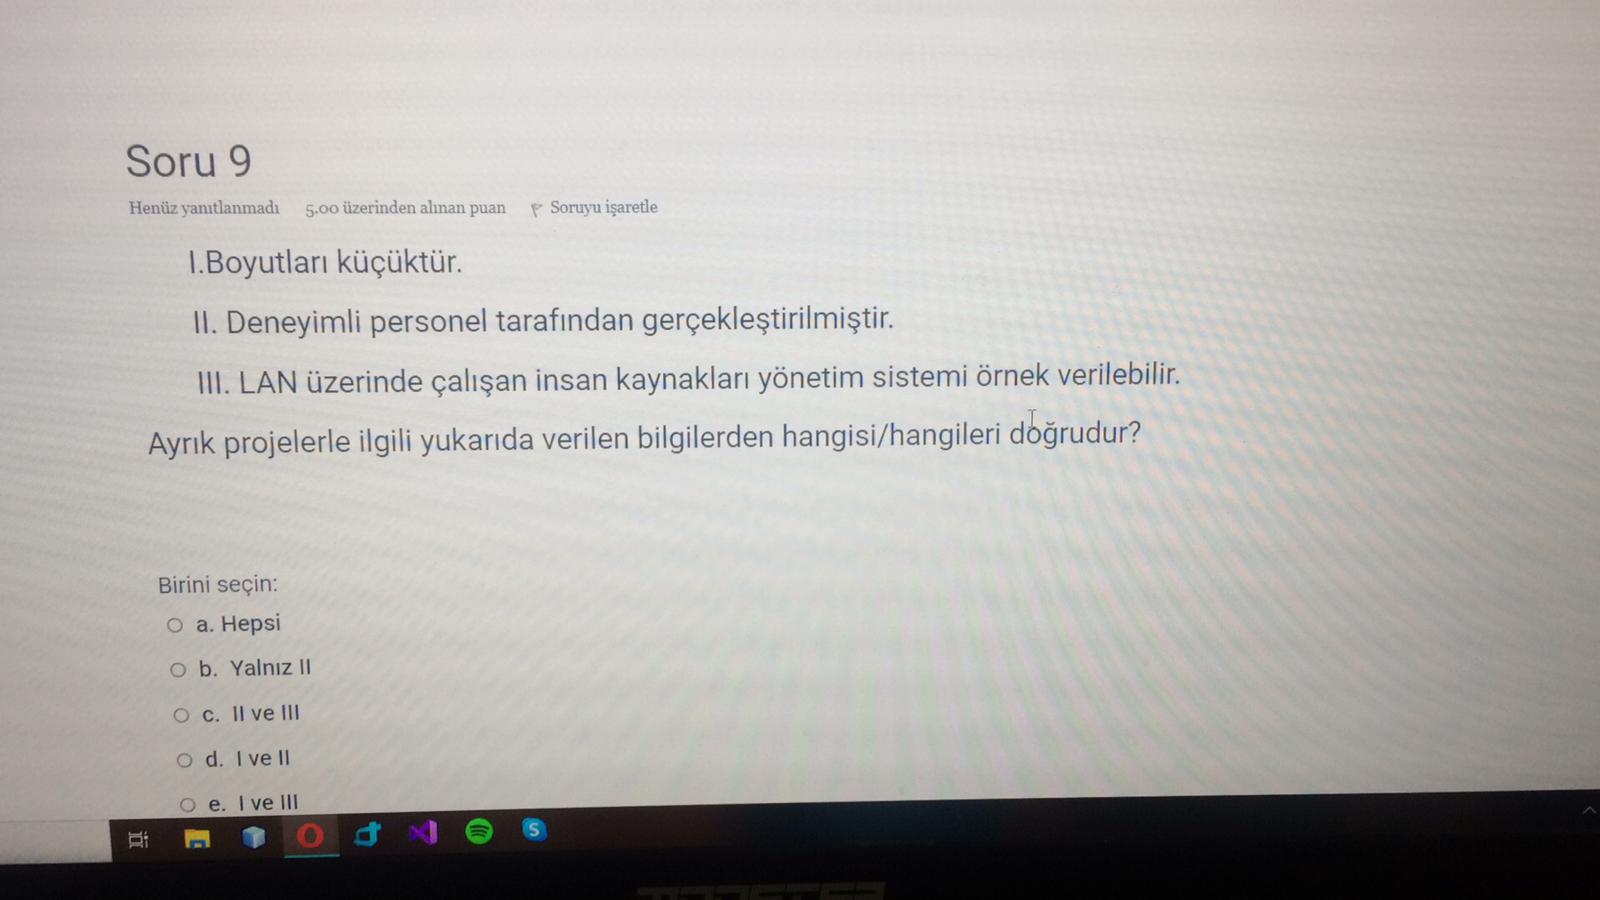 Soru 9
Henüz yanıtlanmadı 5,00 üzerinden alınan puan Soruyu işaretle
I.Boyutları küçüktür.
II. Deneyimli personel tarafından gerçekleştirilmiştir.
III. LAN üzerinde çalışan insan kaynakları yönetim sistemi örnek verilebilir.
Ayrık projelerle ilgili yukarıda verilen bilgilerden hangisi/hangileri doğrudur?
Birini seçin:
a. Hepsi
b. Yalnız II
c. II ve III
d. I ve II
e. I ve III